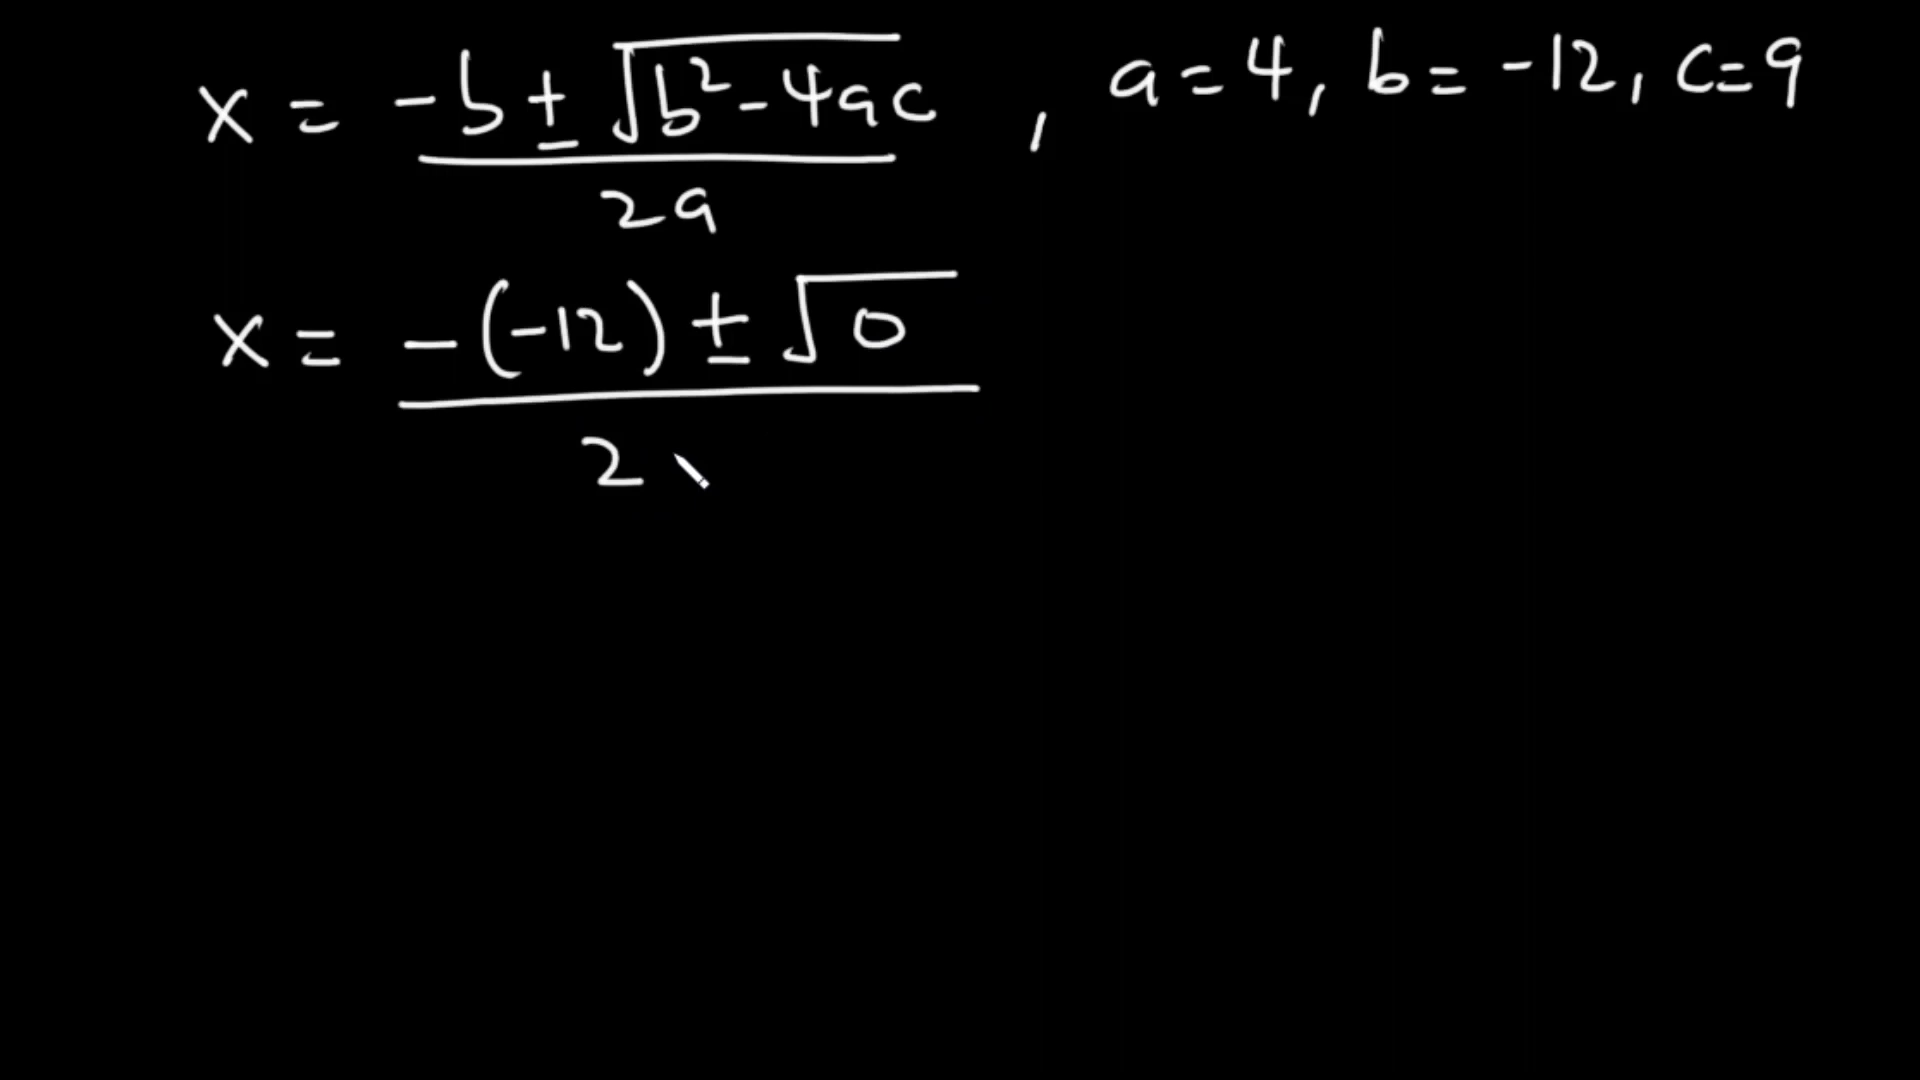 x = -b ± √(b² - 4ac) / 2a , a = 4, b = -12, c = 9
x = -(-12) ± √0 / 2